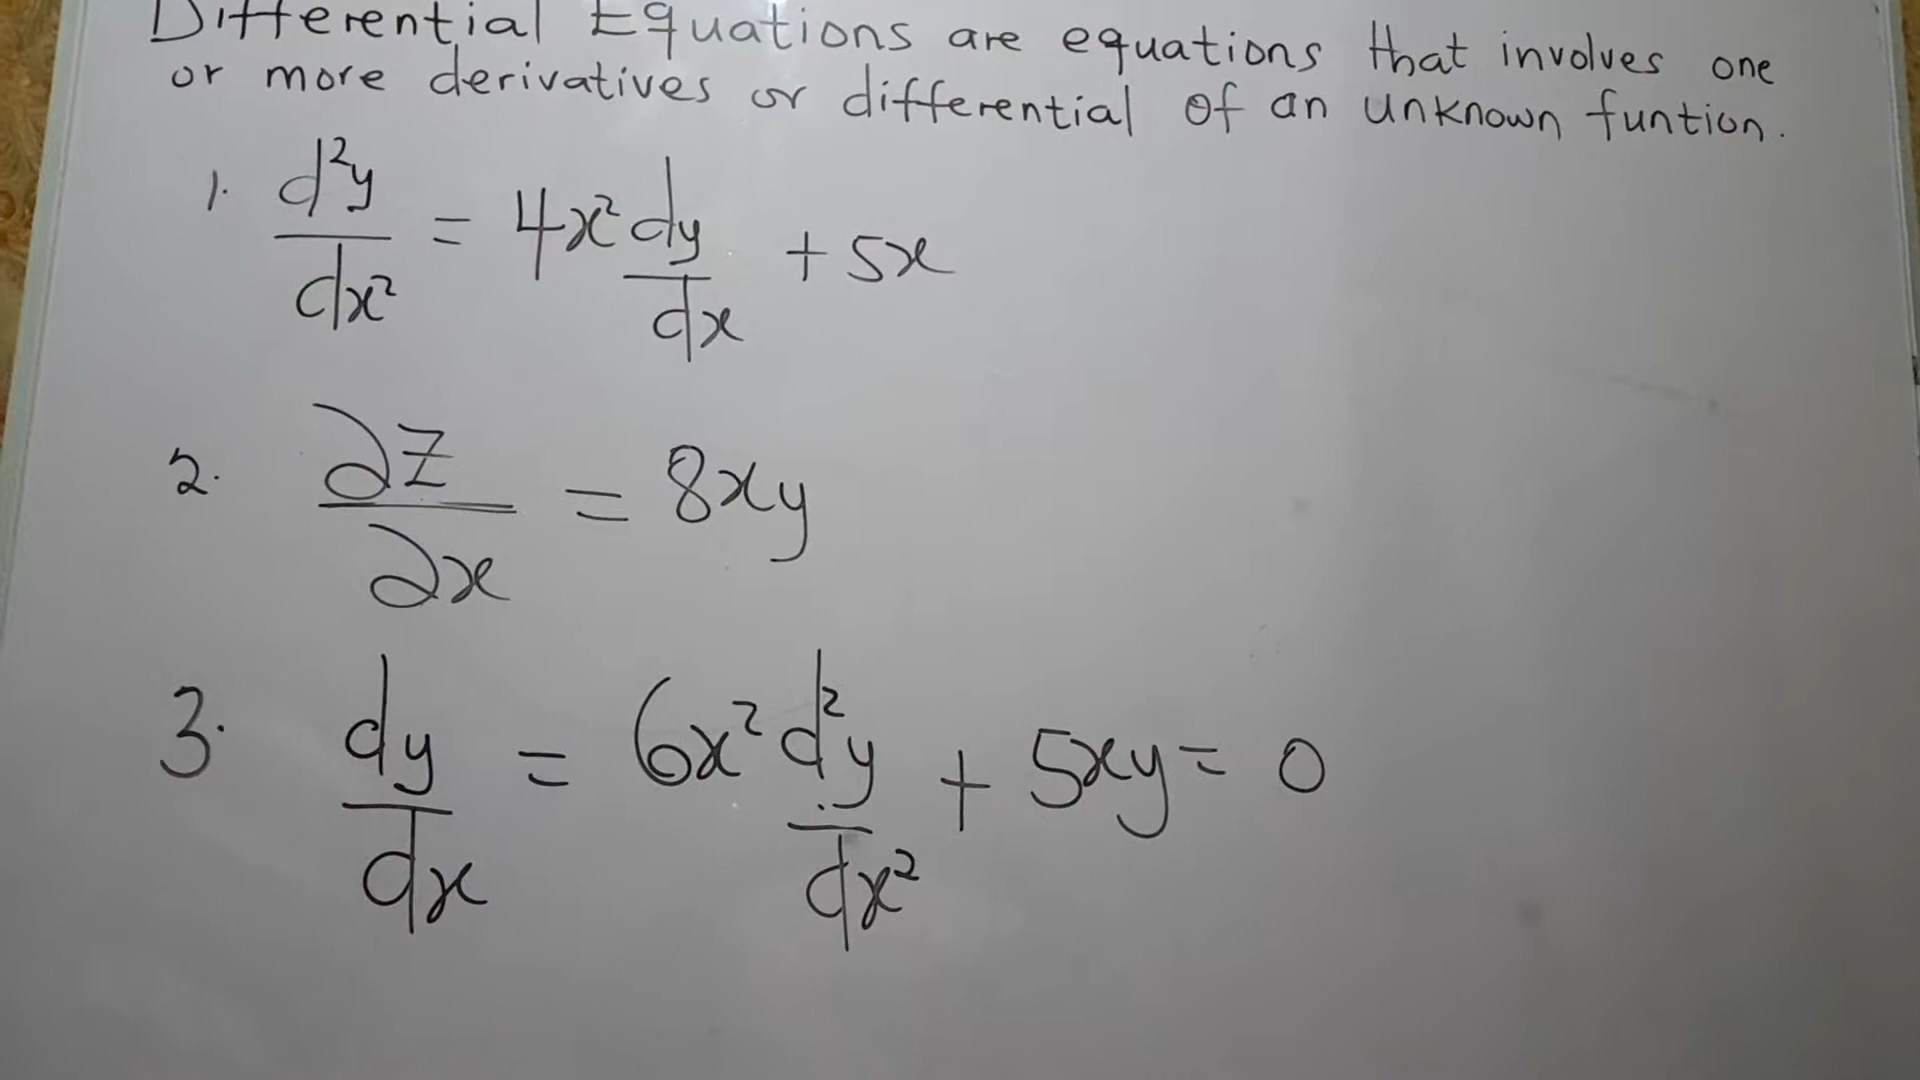 Differential Equations are equations that involves one
or more derivatives or differential of an unknown funtion.
1. d²y/dx² = 4x² dy/dx + 5x
2. ∂z/∂x = 8xy
3. dy/dx = 6x² d²y/dx² + 5xy = 0